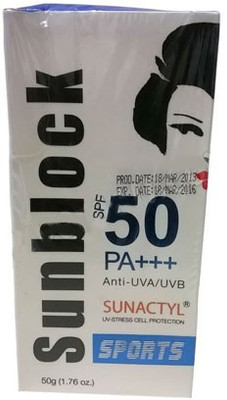 Sunblock
PROD.DATE:18/MAR/2013
EXP. DATE:18/MAR/2016
SPF
50
PA+++
Anti-UVA/UVB
SUNACTYL®
UV-STRESS CELL PROTECTION
SPORTS
50g (1.76 oz.)